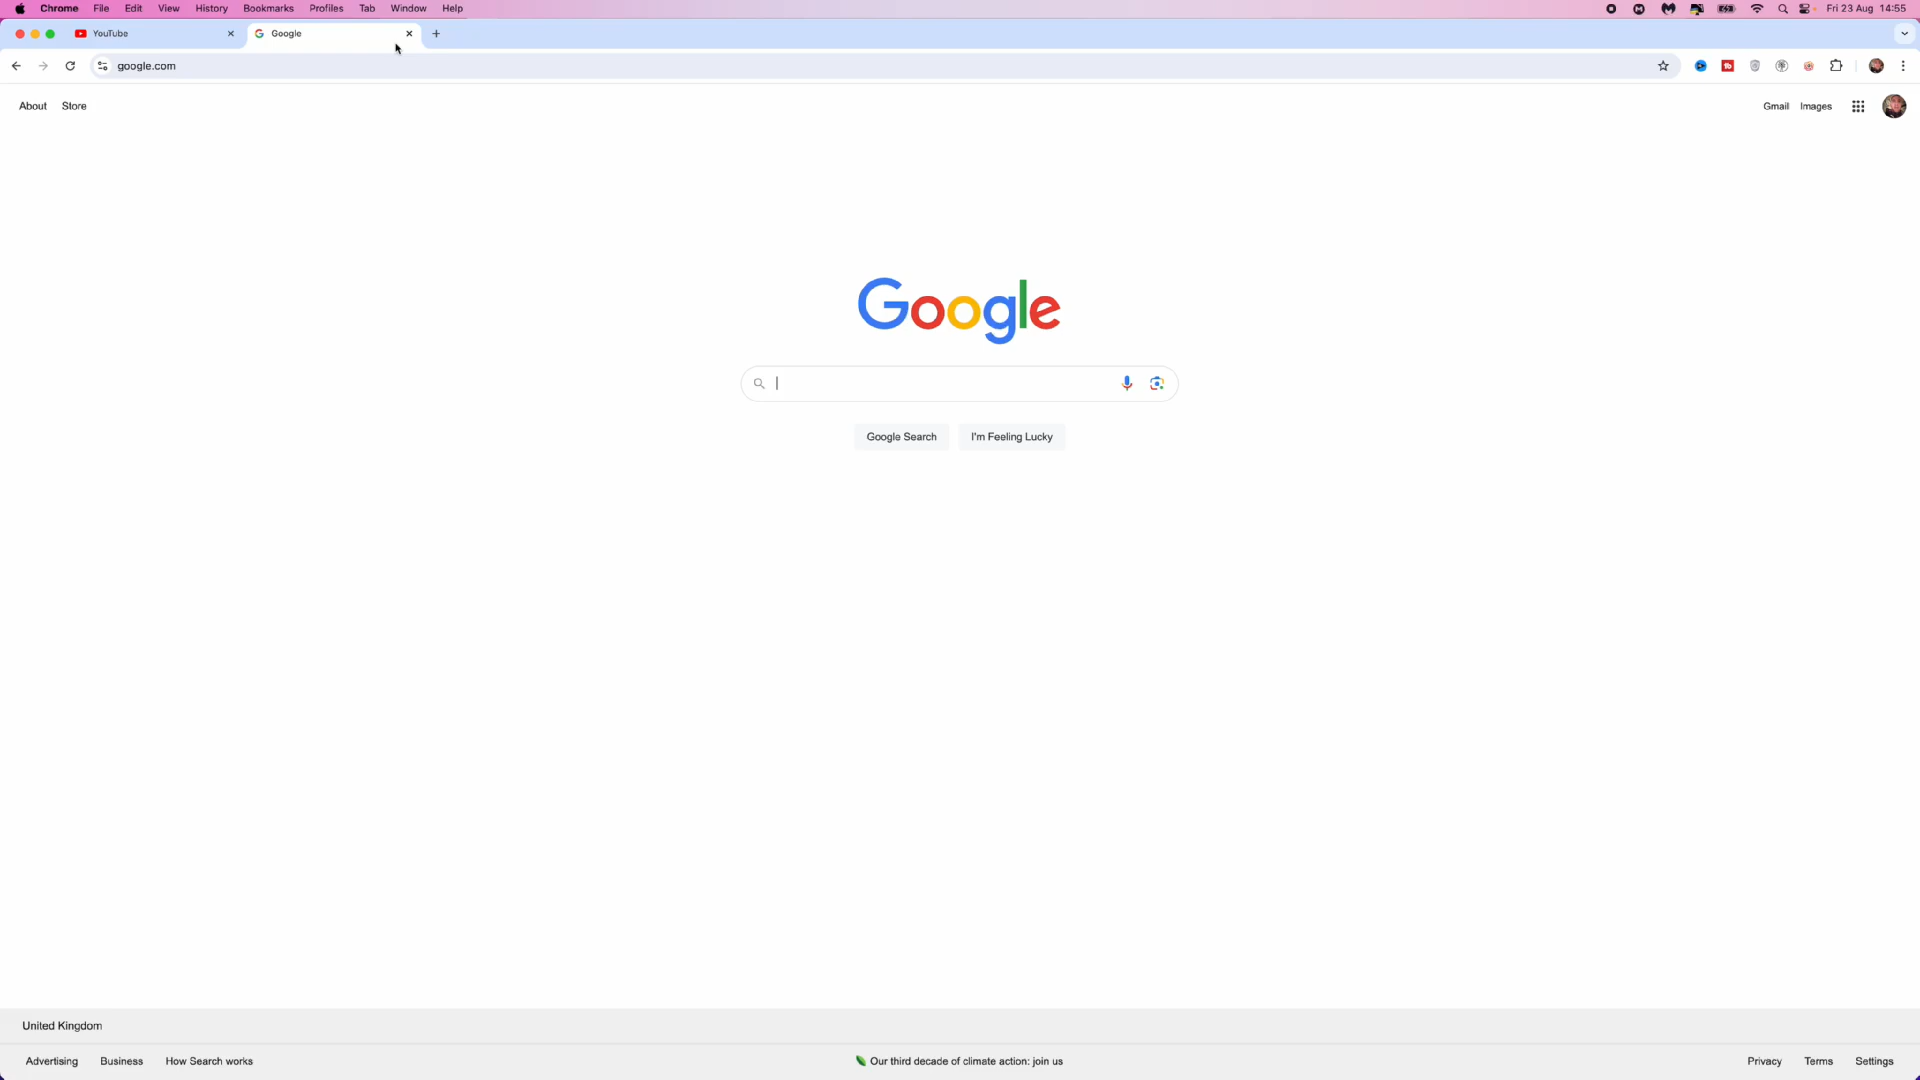 Chrome File Edit View History Bookmarks Profiles Tab Window Help Fri 23 Aug 14:55
YouTube Google
google.com
About Store Gmail Images
Google
Google Search I'm Feeling Lucky
United Kingdom
Advertising Business How Search works Our third decade of climate action: join us Privacy Terms Settings